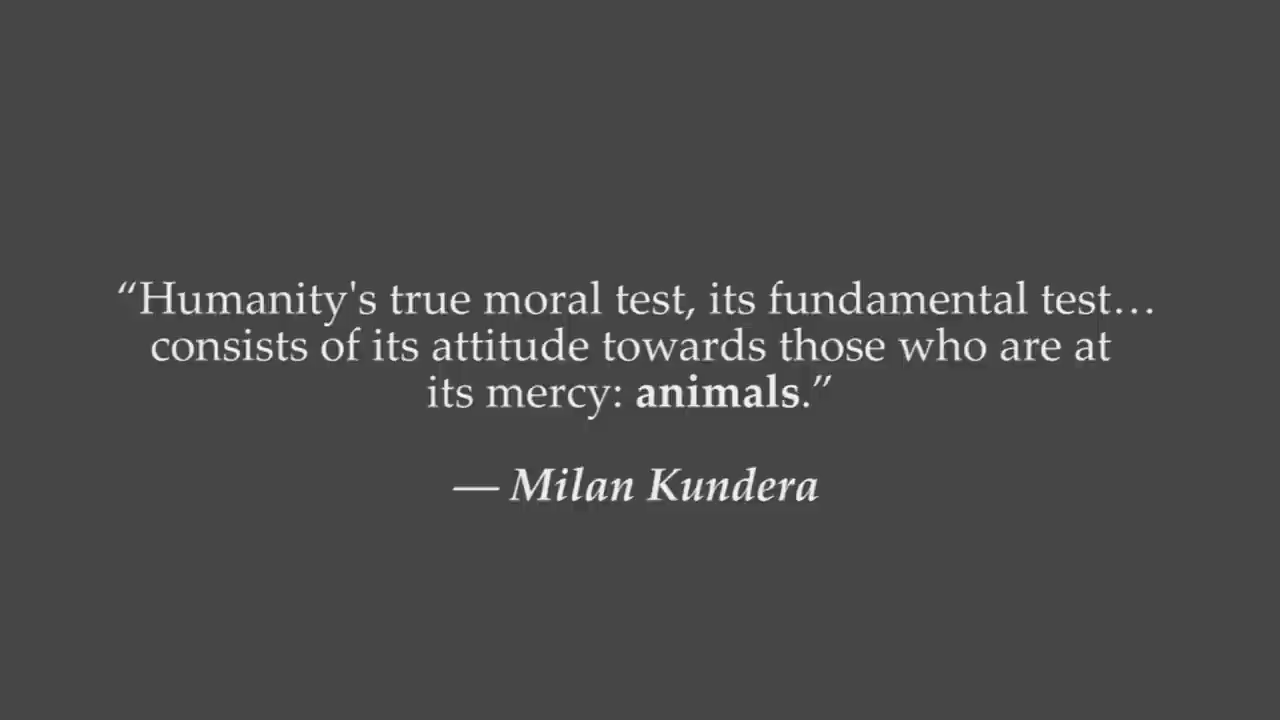 “Humanity's true moral test, its fundamental test…
consists of its attitude towards those who are at
its mercy: animals.”
— Milan Kundera